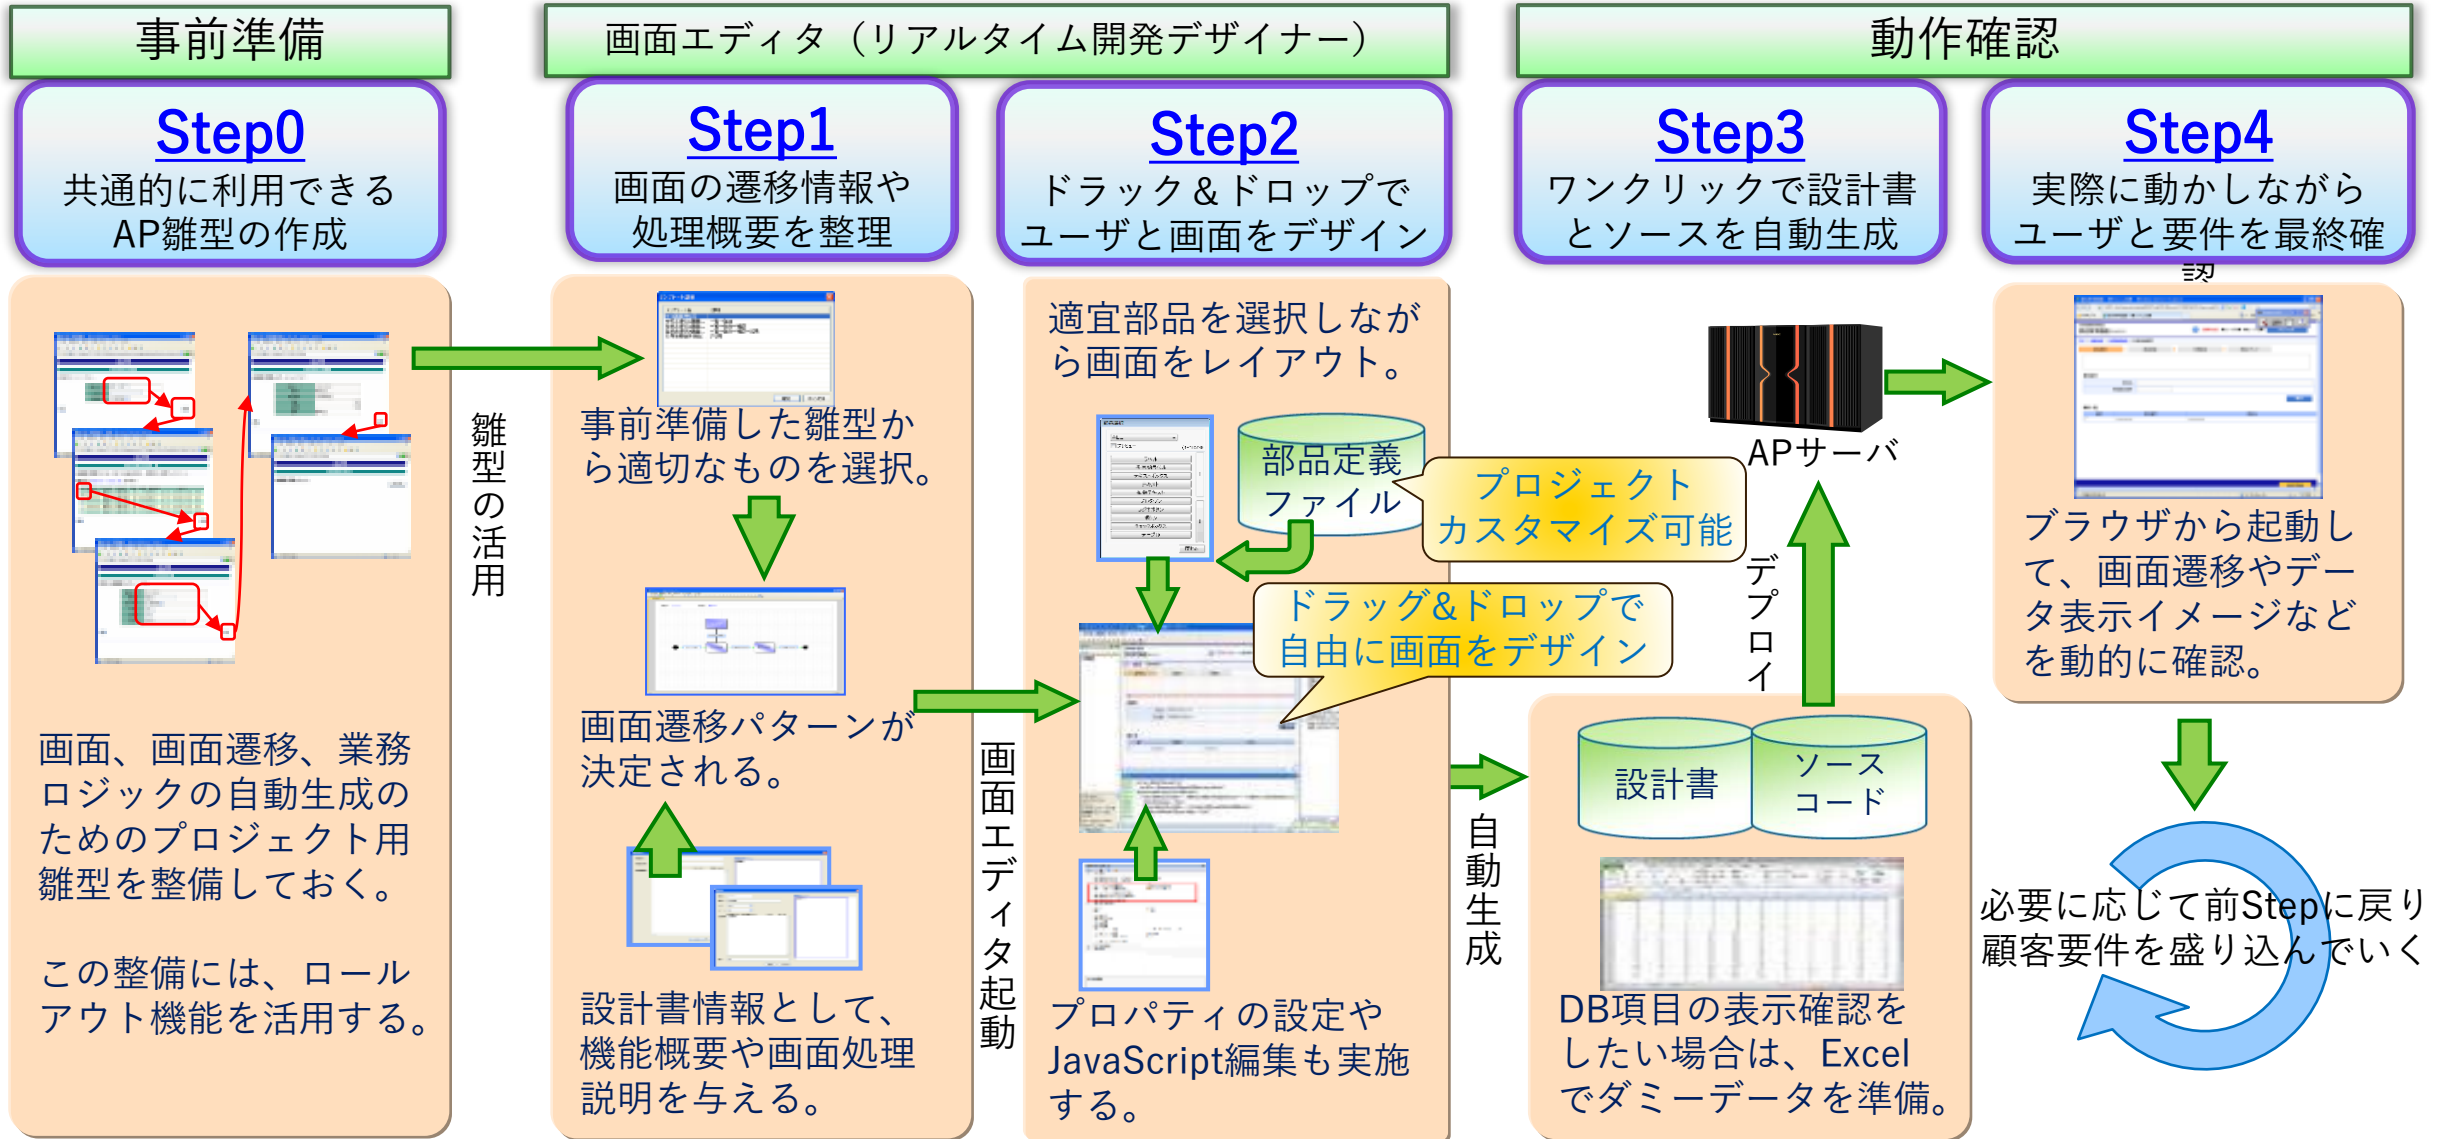 事前準備
画面エディタ（リアルタイム開発デザイナー）
動作確認
Step0
共通的に利用できる
AP雛型の作成
Step1
画面の遷移情報や
処理概要を整理
Step2
ドラック＆ドロップで
ユーザと画面をデザイン
Step3
ワンクリックで設計書
とソースを自動生成
Step4
実際に動かしながら
ユーザと要件を最終確
認
画面、画面遷移、業務
ロジックの自動生成の
ためのプロジェクト用
雛型を整備しておく。
この整備には、ロール
アウト機能を活用する。
雛型の活用
事前準備した雛型か
ら適切なものを選択。
画面遷移パターンが
決定される。
設計書情報として、
機能概要や画面処理
説明を与える。
画面エディタ起動
適宜部品を選択しなが
ら画面をレイアウト。
部品定義
ファイル
プロジェクト
カスタマイズ可能
ドラッグ&ドロップで
自由に画面をデザイン
プロパティの設定や
JavaScript編集も実施
する。
自動生成
APサーバ
デプロイ
設計書
ソース
コード
DB項目の表示確認を
したい場合は、Excel
でダミーデータを準備。
ブラウザから起動し
て、画面遷移やデー
タ表示イメージなど
を動的に確認。
必要に応じて前Stepに戻り
顧客要件を盛り込んでいく